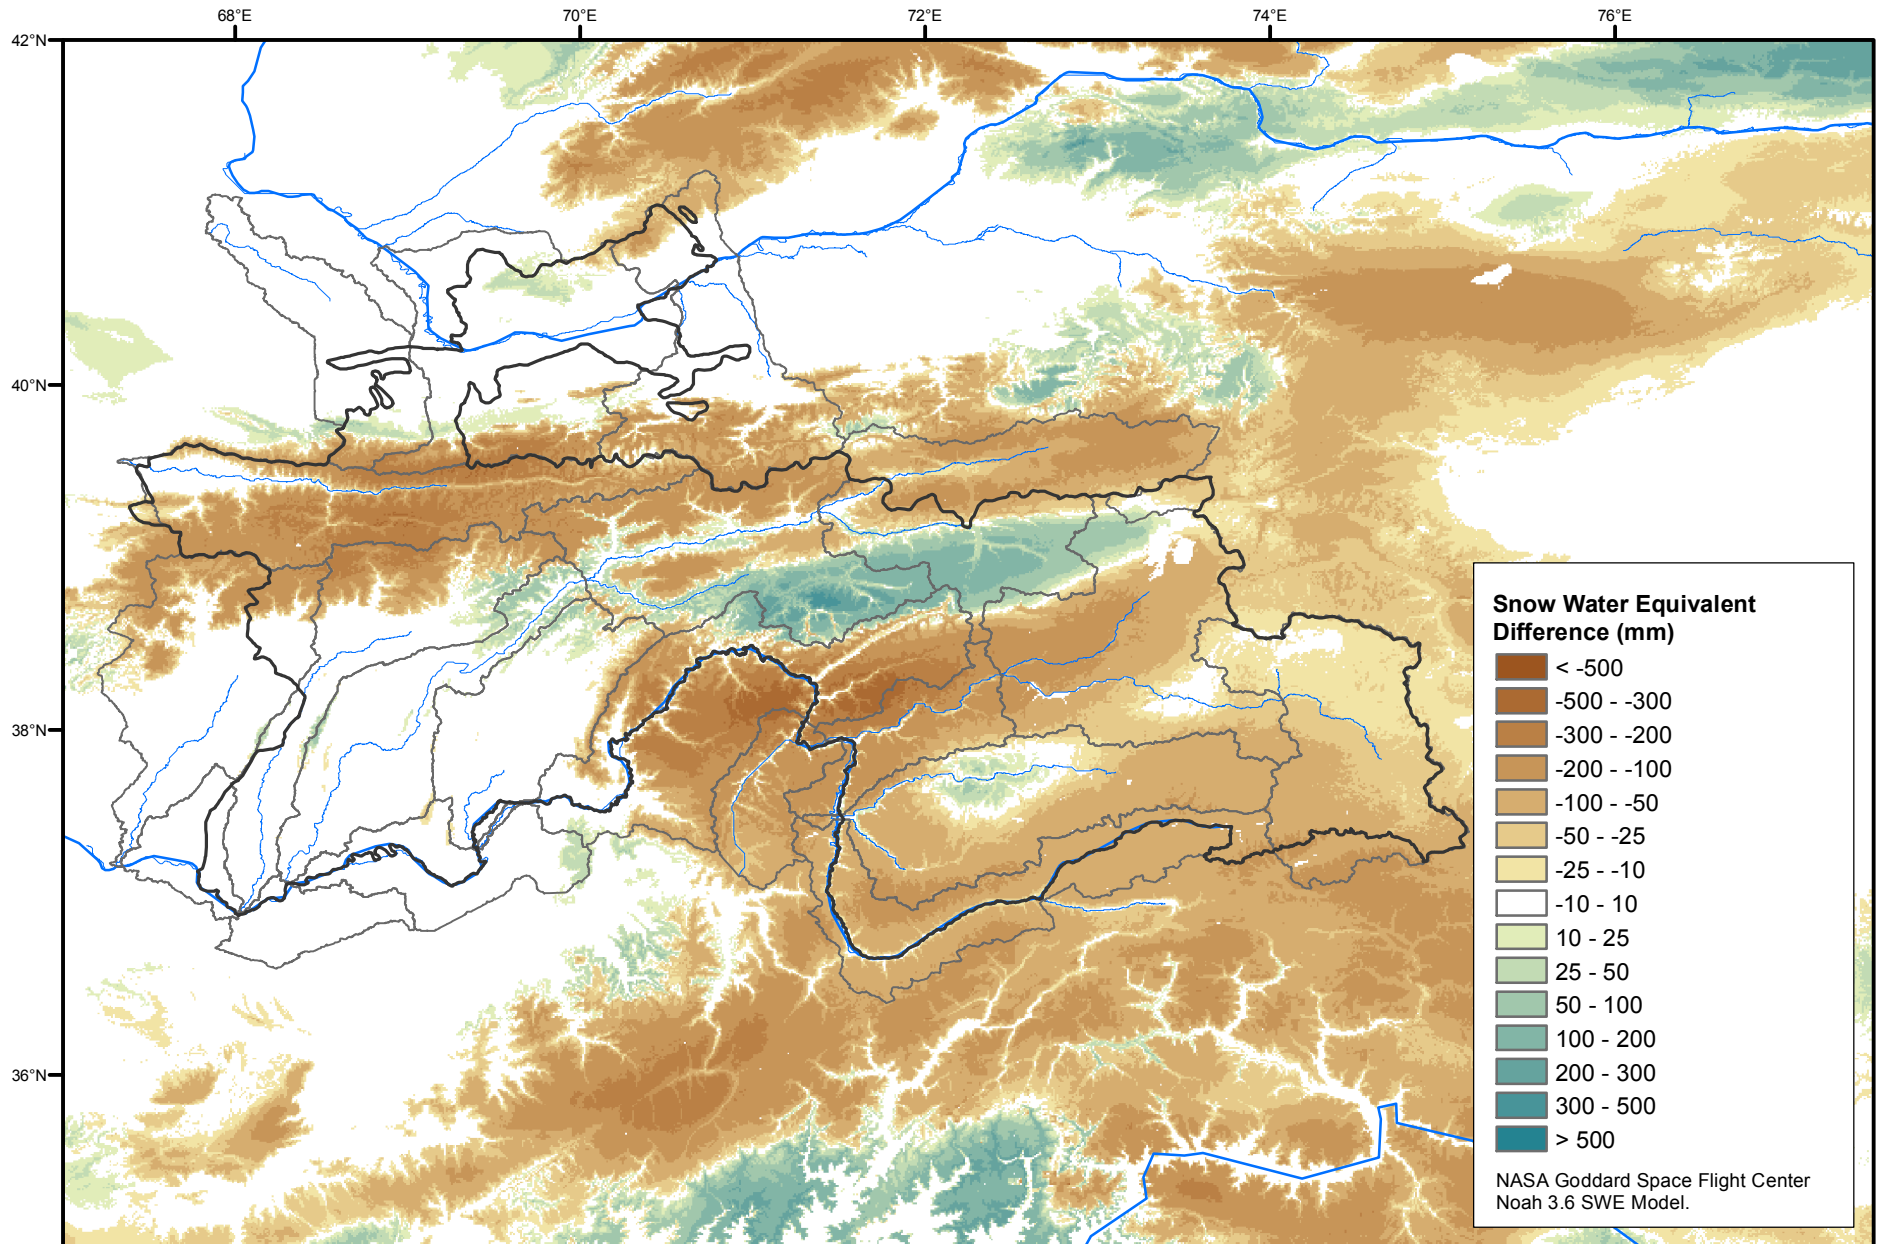 68°E 70°E 72°E 74°E 76°E
42°N
40°N
38°N
36°N
Snow Water Equivalent
Difference (mm)
< -500
-500 - -300
-300 - -200
-200 - -100
-100 - -50
-50 - -25
-25 - -10
-10 - 10
10 - 25
25 - 50
50 - 100
100 - 200
200 - 300
300 - 500
> 500
NASA Goddard Space Flight Center
Noah 3.6 SWE Model.